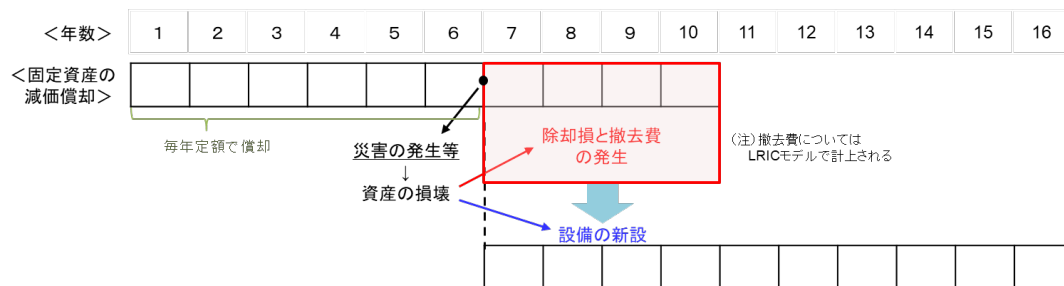 <年数> 1 2 3 4 5 6 7 8 9 10 11 12 13 14 15 16
<固定資産の
減価償却>
毎年定額で償却
災害の発生等
↓
資産の損壊
除却損と撤去費
の発生
(注)撤去費については
LRICモデルで計上される
設備の新設